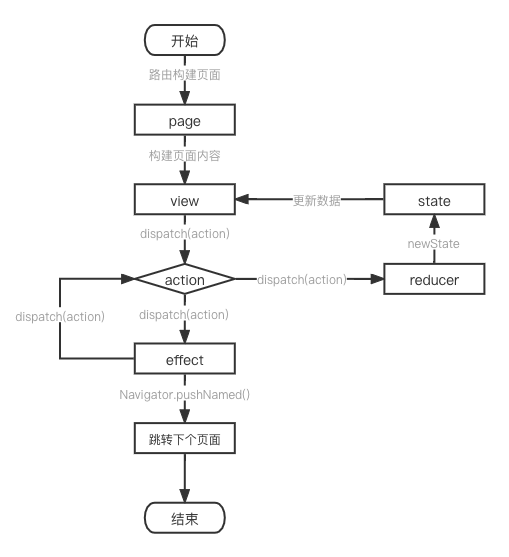 开始
路由构建页面
page
构建页面内容
view
更新数据
state
dispatch(action)
newState
action
dispatch(action)
reducer
dispatch(action)
dispatch(action)
effect
Navigator.pushNamed()
跳转下个页面
结束